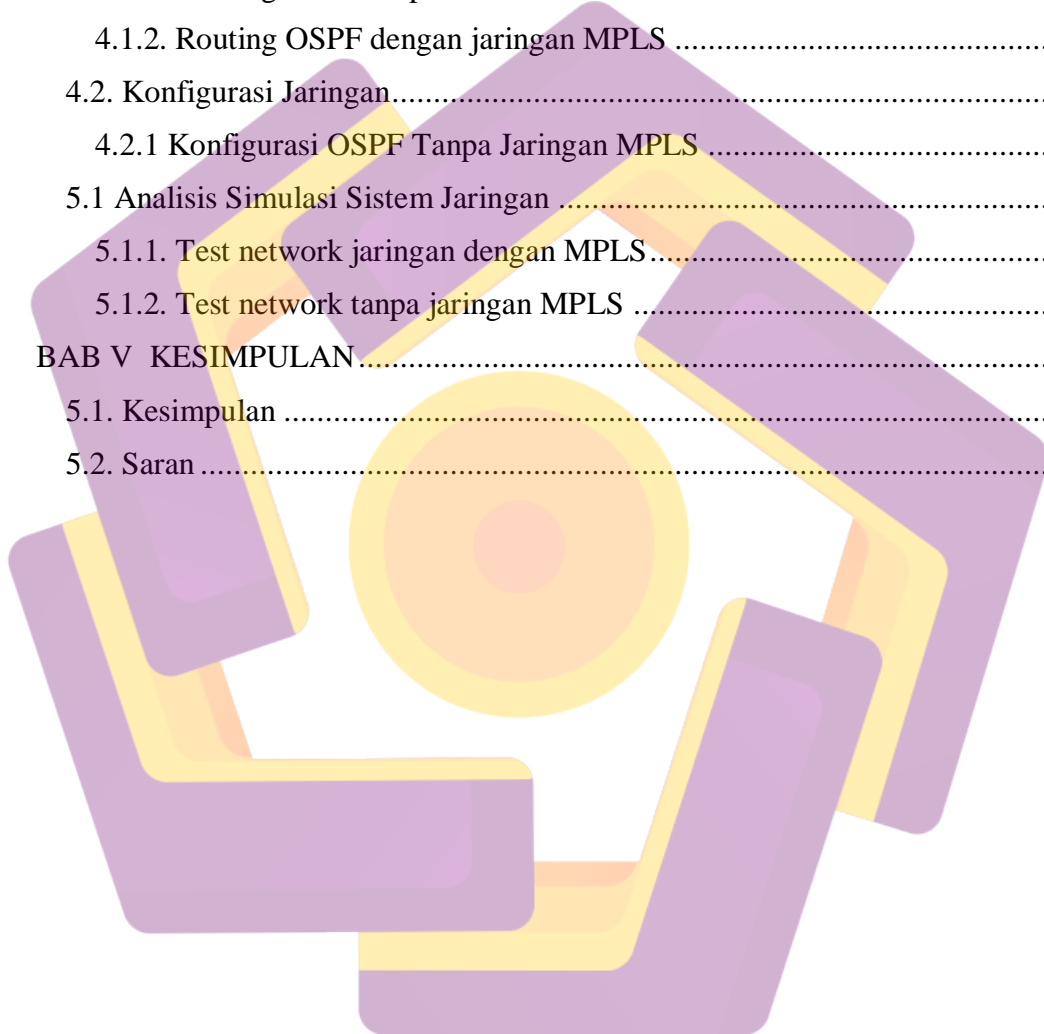 4.1.2. Routing OSPF dengan jaringan MPLS ................................................
4.2. Konfigurasi Jaringan................................................................................
4.2.1 Konfigurasi OSPF Tanpa Jaringan MPLS ............................................
5.1 Analisis Simulasi Sistem Jaringan ...........................................................
5.1.1. Test network jaringan dengan MPLS...................................................
5.1.2. Test network tanpa jaringan MPLS .....................................................
BAB V KESIMPULAN.....................................................................................
5.1. Kesimpulan ..............................................................................................
5.2. Saran ........................................................................................................